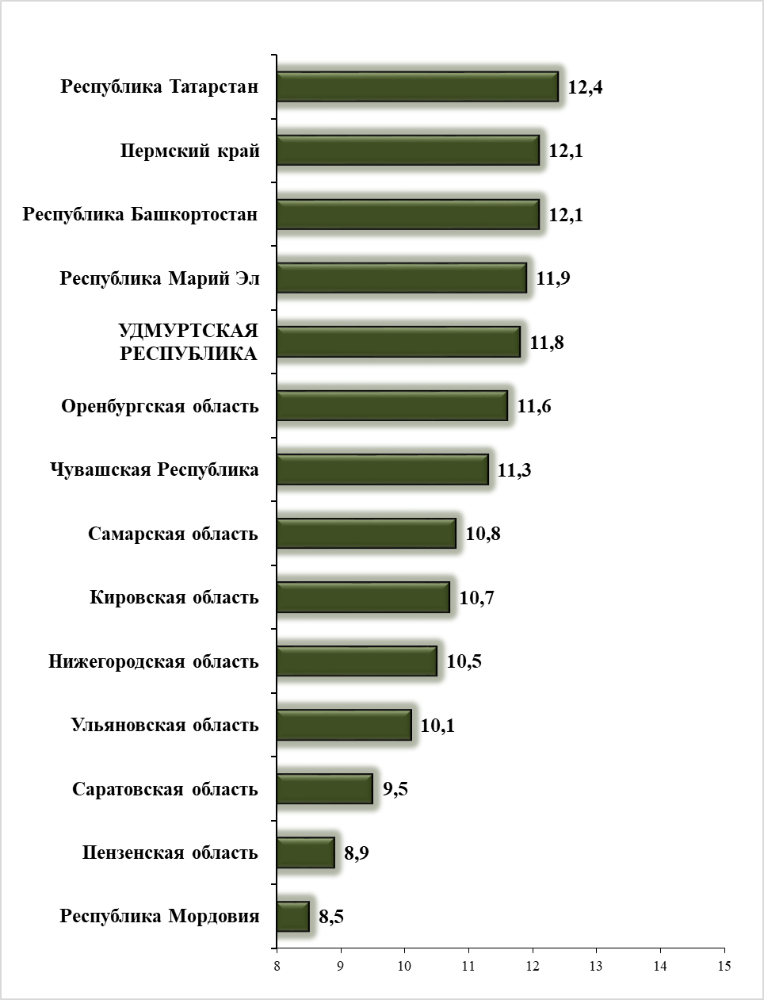 Республика Татарстан 12,4
Пермский край 12,1
Республика Башкортостан 12,1
Республика Марий Эл 11,9
УДМУРТСКАЯ
РЕСПУБЛИКА 11,8
Оренбургская область 11,6
Чувашская Республика 11,3
Самарская область 10,8
Кировская область 10,7
Нижегородская область 10,5
Ульяновская область 10,1
Саратовская область 9,5
Пензенская область 8,9
Республика Мордовия 8,5
8 9 10 11 12 13 14 15